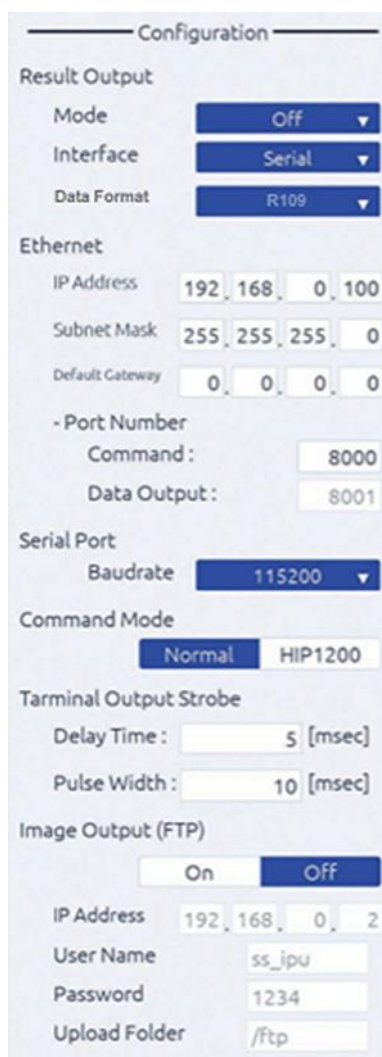 Configuration
Result Output
Mode Off
Interface Serial
Data Format R109
Ethernet
IP Address 192. 168. 0. 100
Subnet Mask 255. 255. 255. 0
Default Gateway 0. 0. 0. 0
- Port Number
Command : 8000
Data Output : 8001
Serial Port
Baudrate 115200
Command Mode
Normal HIP1200
Tarminal Output Strobe
Delay Time : 5 [msec]
Pulse Width : 10 [msec]
Image Output (FTP)
On Off
IP Address 192. 168. 0. 2
User Name ss_ipu
Password 1234
Upload Folder /ftp